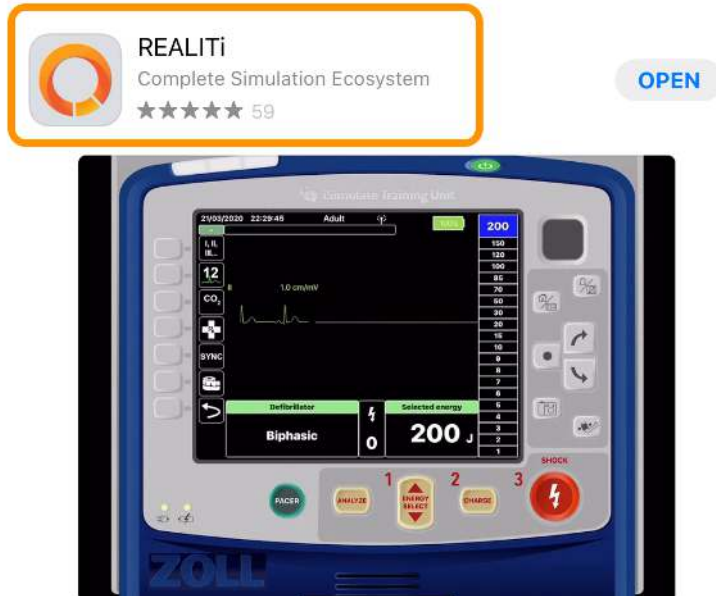 REALITi
Complete Simulation Ecosystem
59
OPEN
Training Unit
21/03/2020 22:29:45 Adult
200
I, II,
III...
150
120
100
85
70
50
30
20
15
10
9
8
7
6
5
4
3
2
1
12
II 1.0 cm/mV
CO₂
SYNC
Defibrillator
Biphasic
0
Selected energy
200 J
SHOCK
1
2
3
PACER
ANALYZE
ENERGY
SELECT
CHARGE
ZOLL